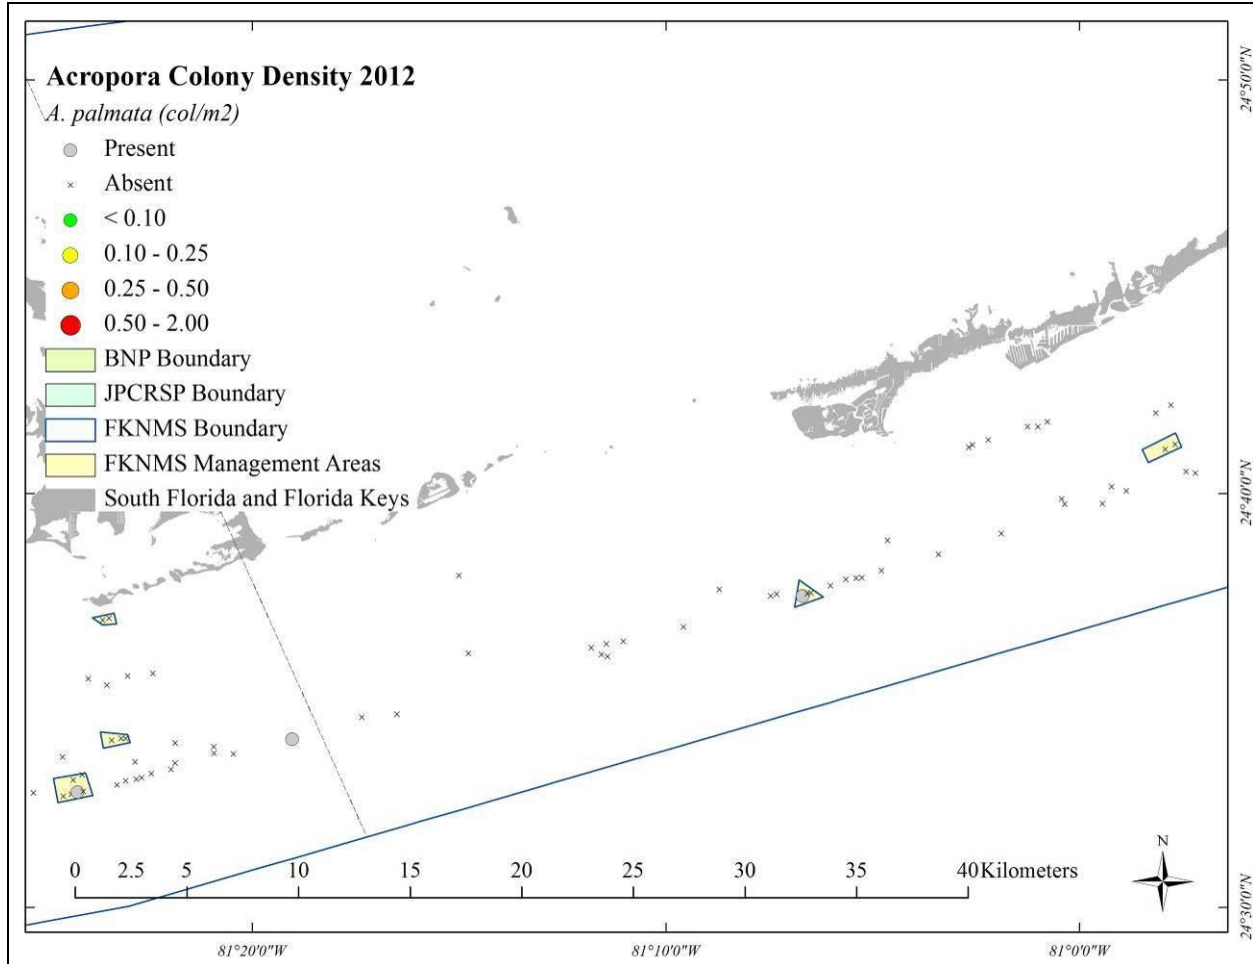 Acropora Colony Density 2012
A. palmata (col/m2)
Present
Absent
< 0.10
0.10 - 0.25
0.25 - 0.50
0.50 - 2.00
BNP Boundary
JPCRSP Boundary
FKNMS Boundary
FKNMS Management Areas
South Florida and Florida Keys
24°50'0"N
24°40'0"N
24°30'0"N
0 2.5 5 10 15 20 25 30 35 40 Kilometers
N
81°20'0"W 81°10'0"W 81°0'0"W